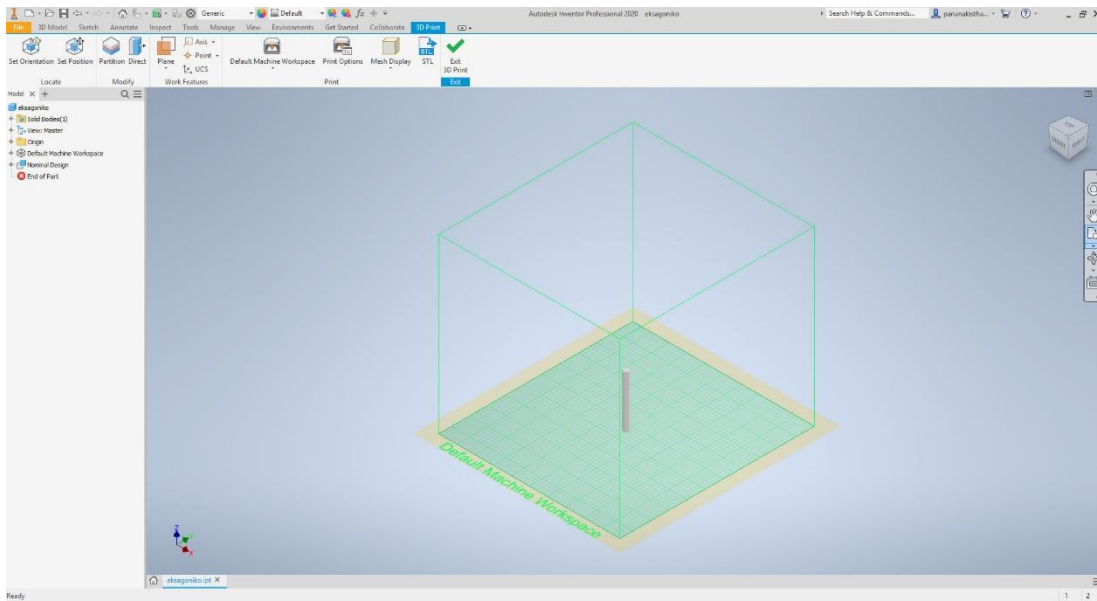 Generic Default Autodesk Inventor Professional 2020 eksagoniko Search Help & Commands...
File 3D Model Sketch Annotate Inspect Tools Manage View Environments Get Started Collaborate 3D Print
Set Orientation Set Position Partition Direct Plane Axis Point UCS Default Machine Workspace Print Options Mesh Display STL Exit 3D Print
Locate Modify Work Features Print Exit
Model
eksagoniko
Solid Bodies(1)
View: Master
Origin
Default Machine Workspace
Nominal Design
End of Part
TOP
FRONT RIGHT
Default Machine Workspace
Z
X
eksagoniko.ipt
Ready 1 2